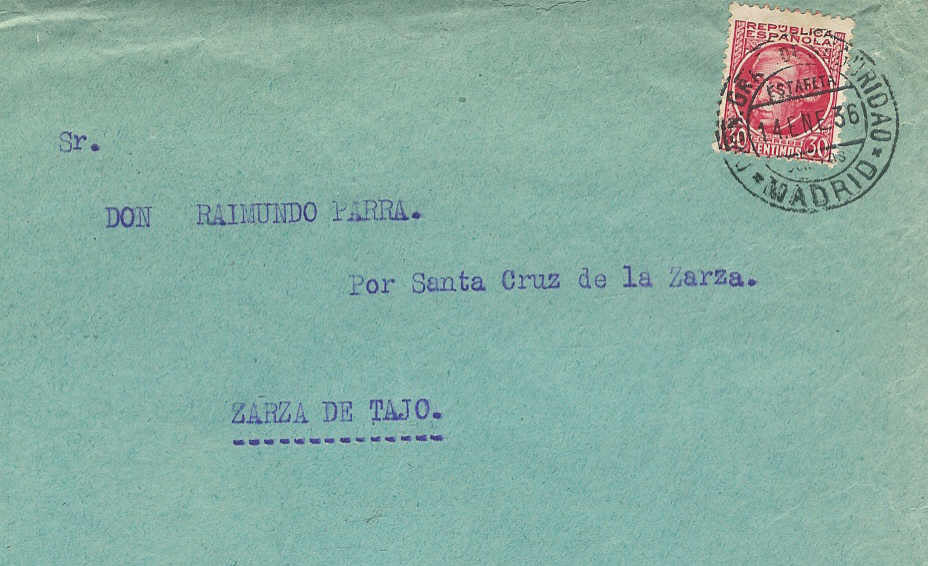 REPÚBLICA
ESPAÑOLA
ESTAFETA
14 ENE 36
30 30
CENTIMOS
* MADRID *
Sr.
DON RAIMUNDO PARRA.
Por Santa Cruz de la Zarza.
ZARZA DE TAJO.